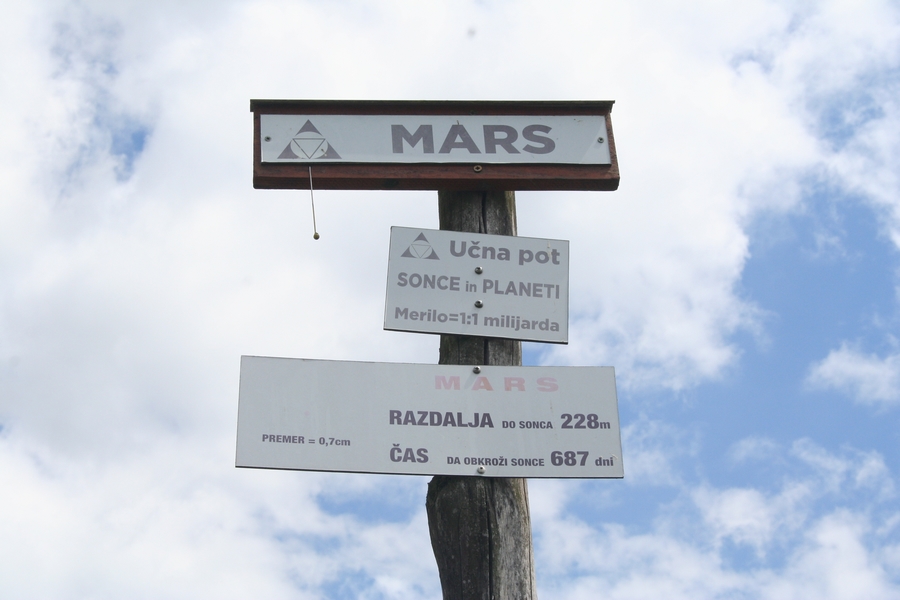 MARS
Učna pot
SONCE in PLANETI
Merilo=1:1 milijarda
MARS
RAZDALJA DO SONCA 228m
PREMER = 0,7cm
ČAS DA OBKROŽI SONCE 687 dni